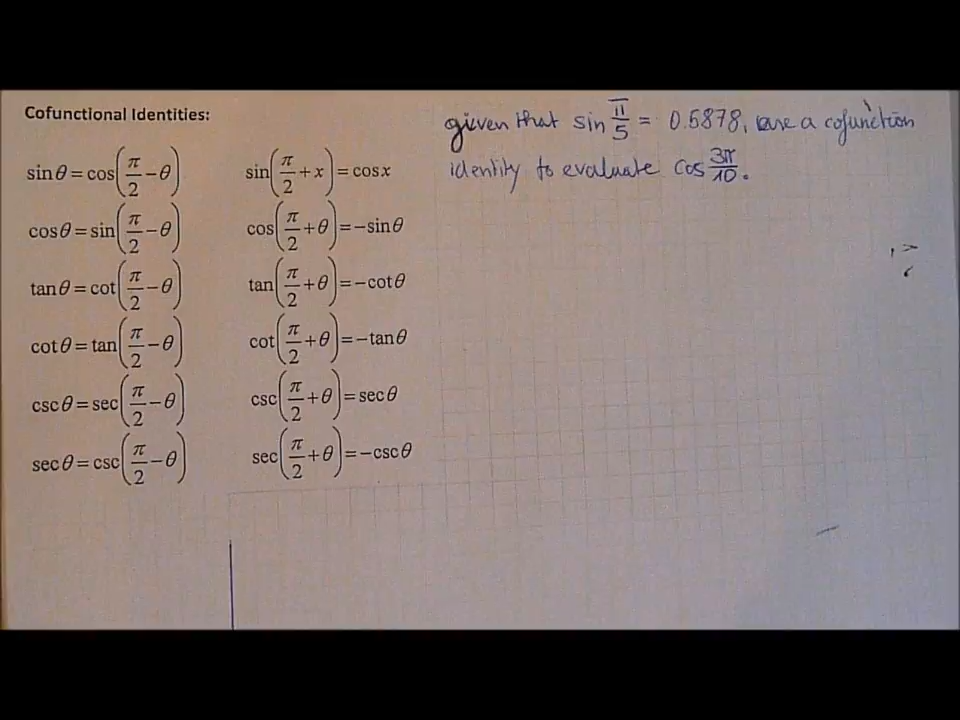 Cofunctional Identities:
sinθ = cos(π/2 − θ)
cosθ = sin(π/2 − θ)
tanθ = cot(π/2 − θ)
cotθ = tan(π/2 − θ)
cscθ = sec(π/2 − θ)
secθ = csc(π/2 − θ)
sin(π/2 + x) = cosx
cos(π/2 + θ) = −sinθ
tan(π/2 + θ) = −cotθ
cot(π/2 + θ) = −tanθ
csc(π/2 + θ) = secθ
sec(π/2 + θ) = −cscθ
given that sin π/5 = 0.5878, use a cofunction
identity to evaluate cos 3π/10.